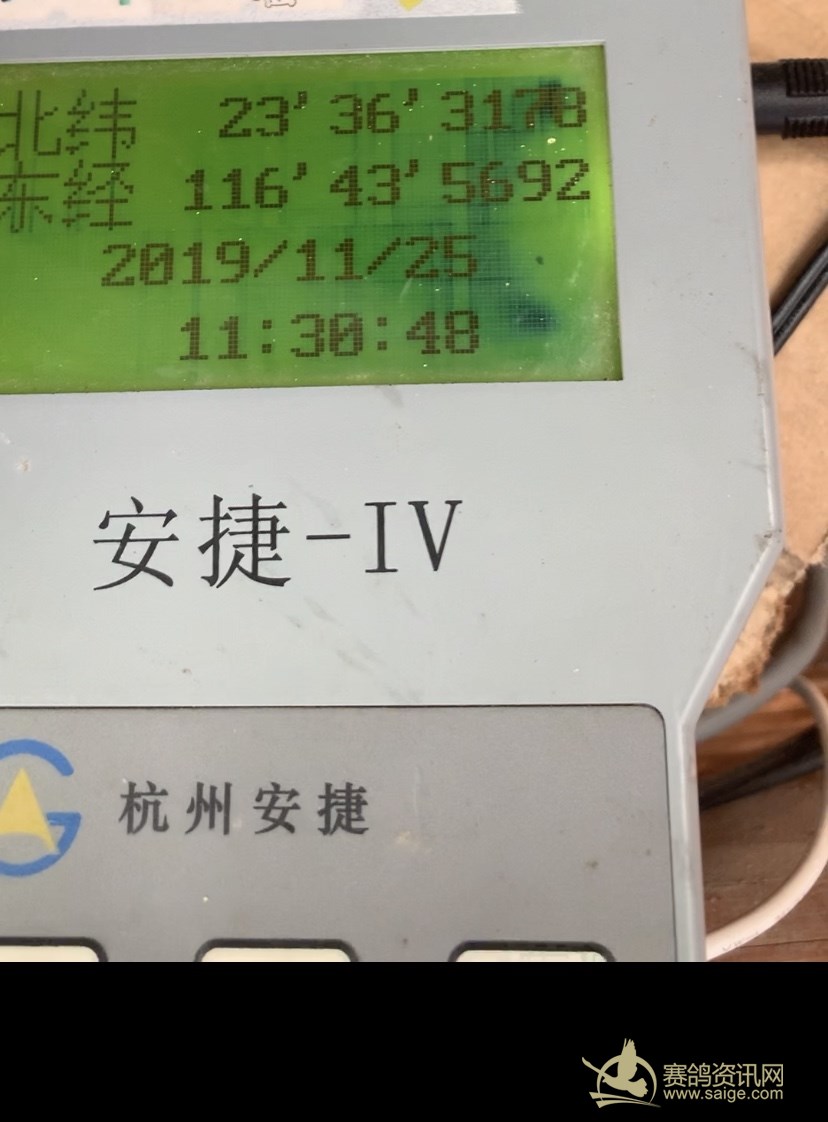 北纬 23'36'3178
东经 116'43'5692
2019/11/25
11:30:48
安捷-IV
杭州安捷
赛鸽资讯网
www.saige.com